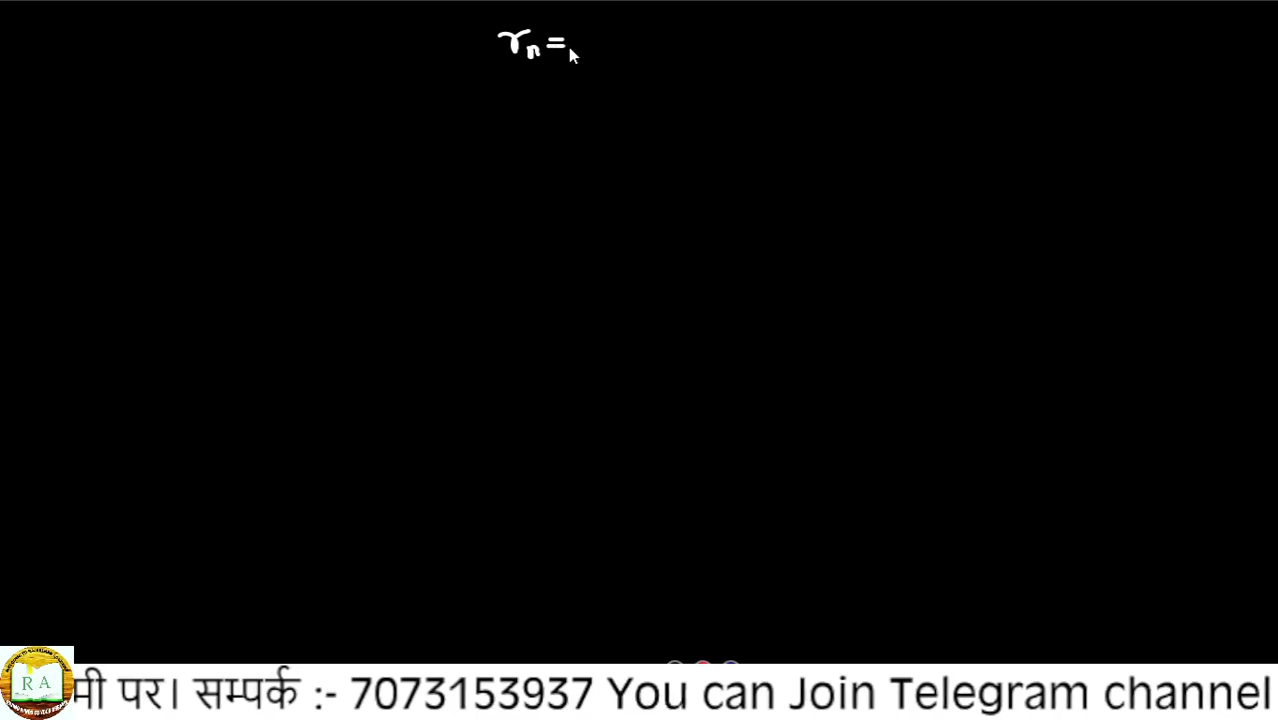 rn =
मी पर। सम्पर्क :- 7073153937 You can Join Telegram channel
R A